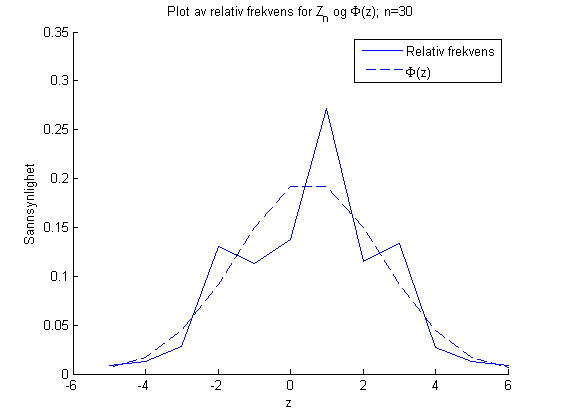 Plot av relativ frekvens for Zn og Φ(z); n=30
0.35
0.3
0.25
0.2
0.15
0.1
0.05
0
Sannsynlighet
Relativ frekvens
Φ(z)
-6 -4 -2 0 2 4 6
z